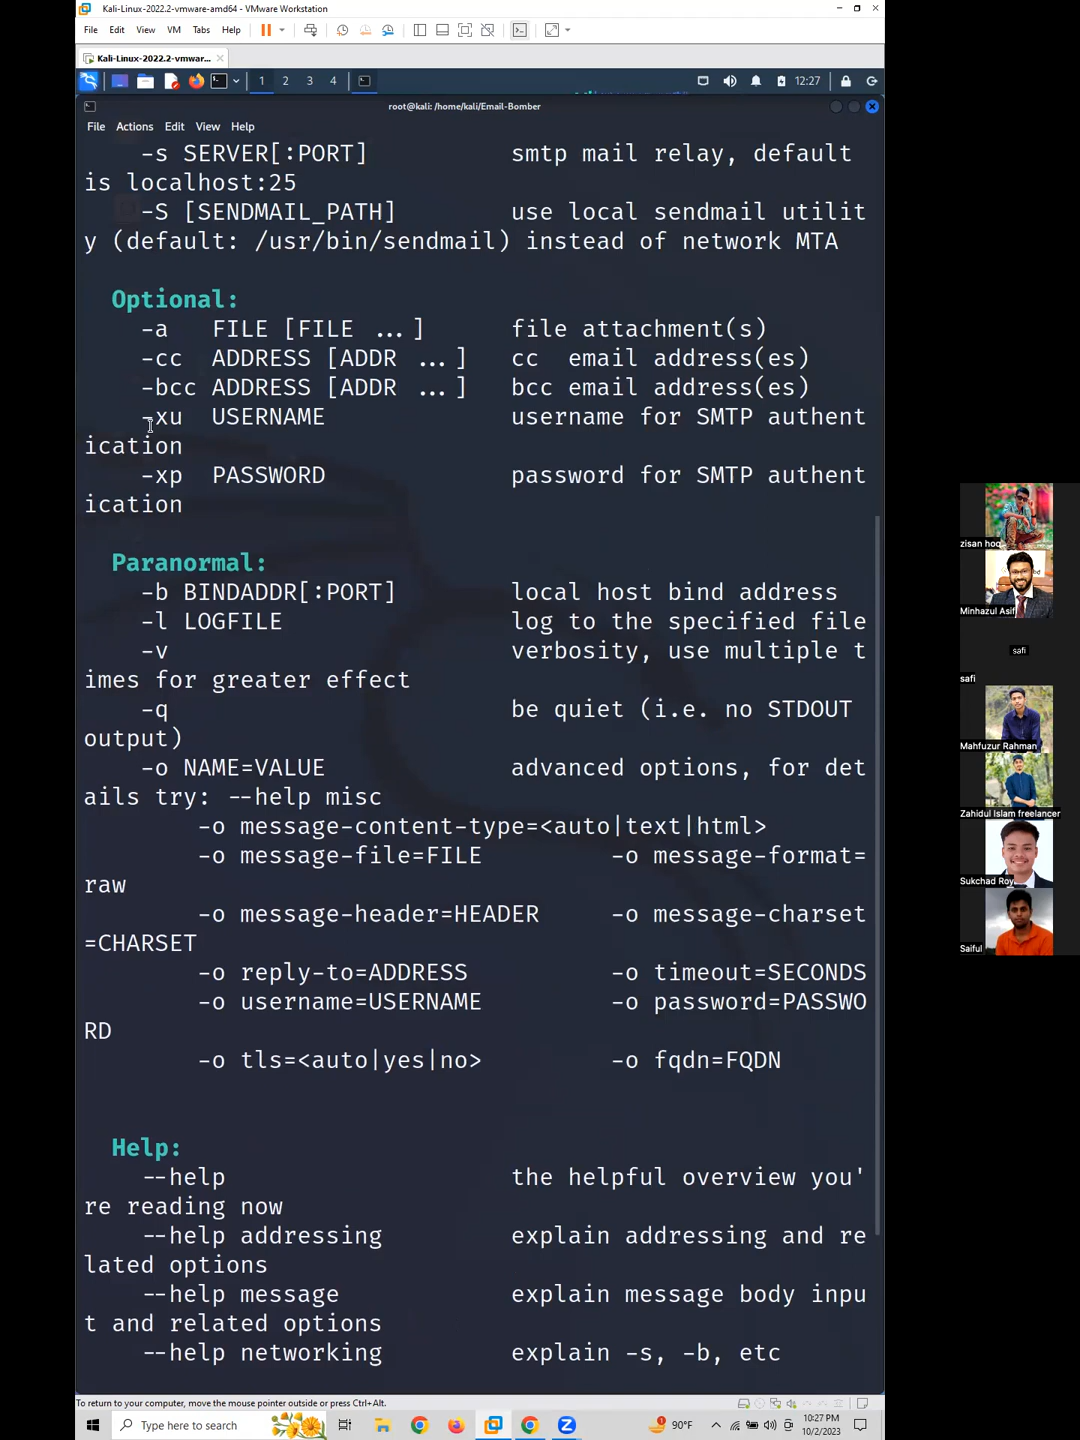 Kali-Linux-2022.2-vmware-amd64 - VMware Workstation
File Edit View VM Tabs Help
Kali-Linux-2022.2-vmwar...
1 2 3 4 12:27
root@kali: /home/kali/Email-Bomber
File Actions Edit View Help
-s SERVER[:PORT] smtp mail relay, default
is localhost:25
-S [SENDMAIL_PATH] use local sendmail utilit
y (default: /usr/bin/sendmail) instead of network MTA
Optional:
-a FILE [FILE ...] file attachment(s)
-cc ADDRESS [ADDR ...] cc email address(es)
-bcc ADDRESS [ADDR ...] bcc email address(es)
-xu USERNAME username for SMTP authent
ication
-xp PASSWORD password for SMTP authent
ication
Paranormal:
-b BINDADDR[:PORT] local host bind address
-l LOGFILE log to the specified file
-v verbosity, use multiple t
imes for greater effect
-q be quiet (i.e. no STDOUT
output)
-o NAME=VALUE advanced options, for det
ails try: --help misc
-o message-content-type=<auto|text|html>
-o message-file=FILE -o message-format=
raw
-o message-header=HEADER -o message-charset
=CHARSET
-o reply-to=ADDRESS -o timeout=SECONDS
-o username=USERNAME -o password=PASSWO
RD
-o tls=<auto|yes|no> -o fqdn=FQDN
Help:
--help the helpful overview you'
re reading now
--help addressing explain addressing and re
lated options
--help message explain message body inpu
t and related options
--help networking explain -s, -b, etc
To return to your computer, move the mouse pointer outside or press Ctrl+Alt.
Type here to search
90°F
10:27 PM
10/2/2023
zisan hoq
Minhazul Asif
safi
safi
Mahfuzur Rahman
Zahidul Islam freelancer
Sukchad Roy
Saiful